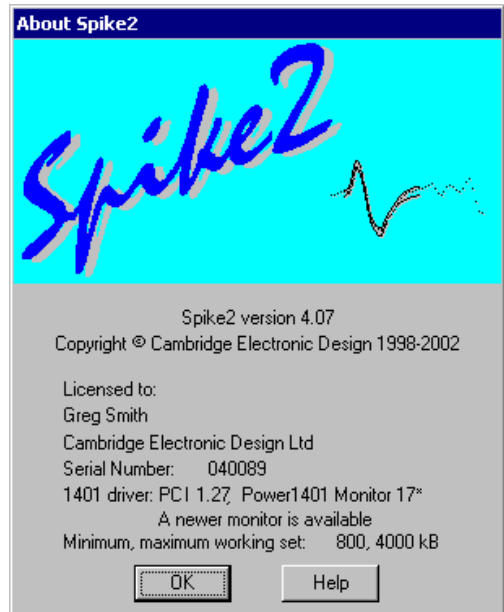 About Spike2
Spike2
Spike2 version 4.07
Copyright © Cambridge Electronic Design 1998-2002
Licensed to:
Greg Smith
Cambridge Electronic Design Ltd
Serial Number: 040089
1401 driver: PCI 1.27, Power1401 Monitor 17*
A newer monitor is available
Minimum, maximum working set: 800, 4000 kB
OK Help